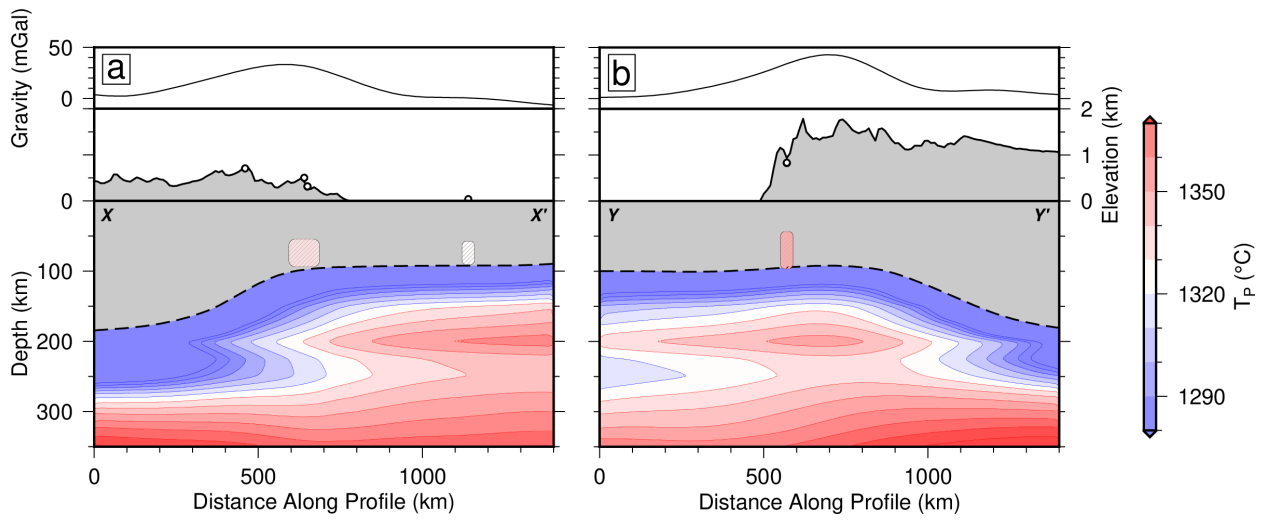 Gravity (mGal)
50
0
a
b
2
1
0
Elevation (km)
X
X'
Y
Y'
Depth (km)
100
200
300
0
500
1000
Distance Along Profile (km)
0
500
1000
Distance Along Profile (km)
1350
1320
1290
T_P (°C)